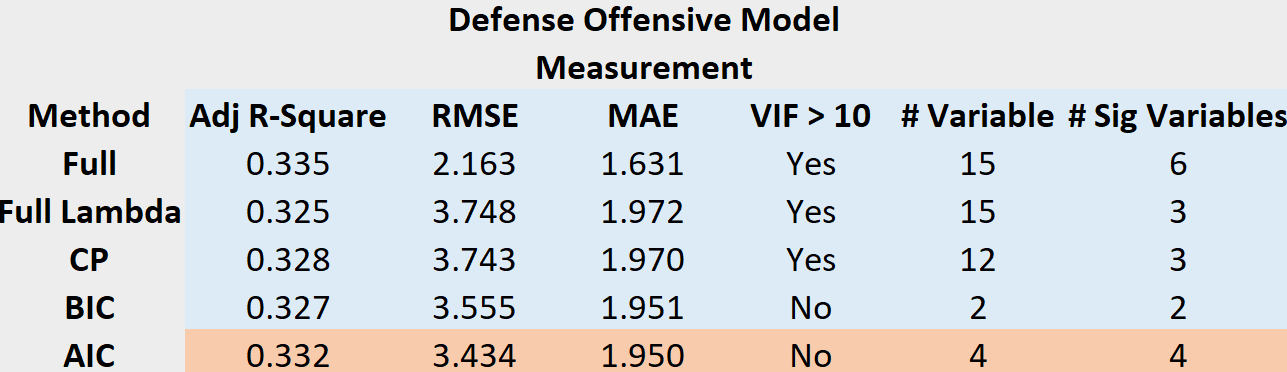 Defense Offensive Model
Measurement
Method Adj R-Square RMSE MAE VIF > 10 # Variable # Sig Variables
Full 0.335 2.163 1.631 Yes 15 6
Full Lambda 0.325 3.748 1.972 Yes 15 3
CP 0.328 3.743 1.970 Yes 12 3
BIC 0.327 3.555 1.951 No 2 2
AIC 0.332 3.434 1.950 No 4 4